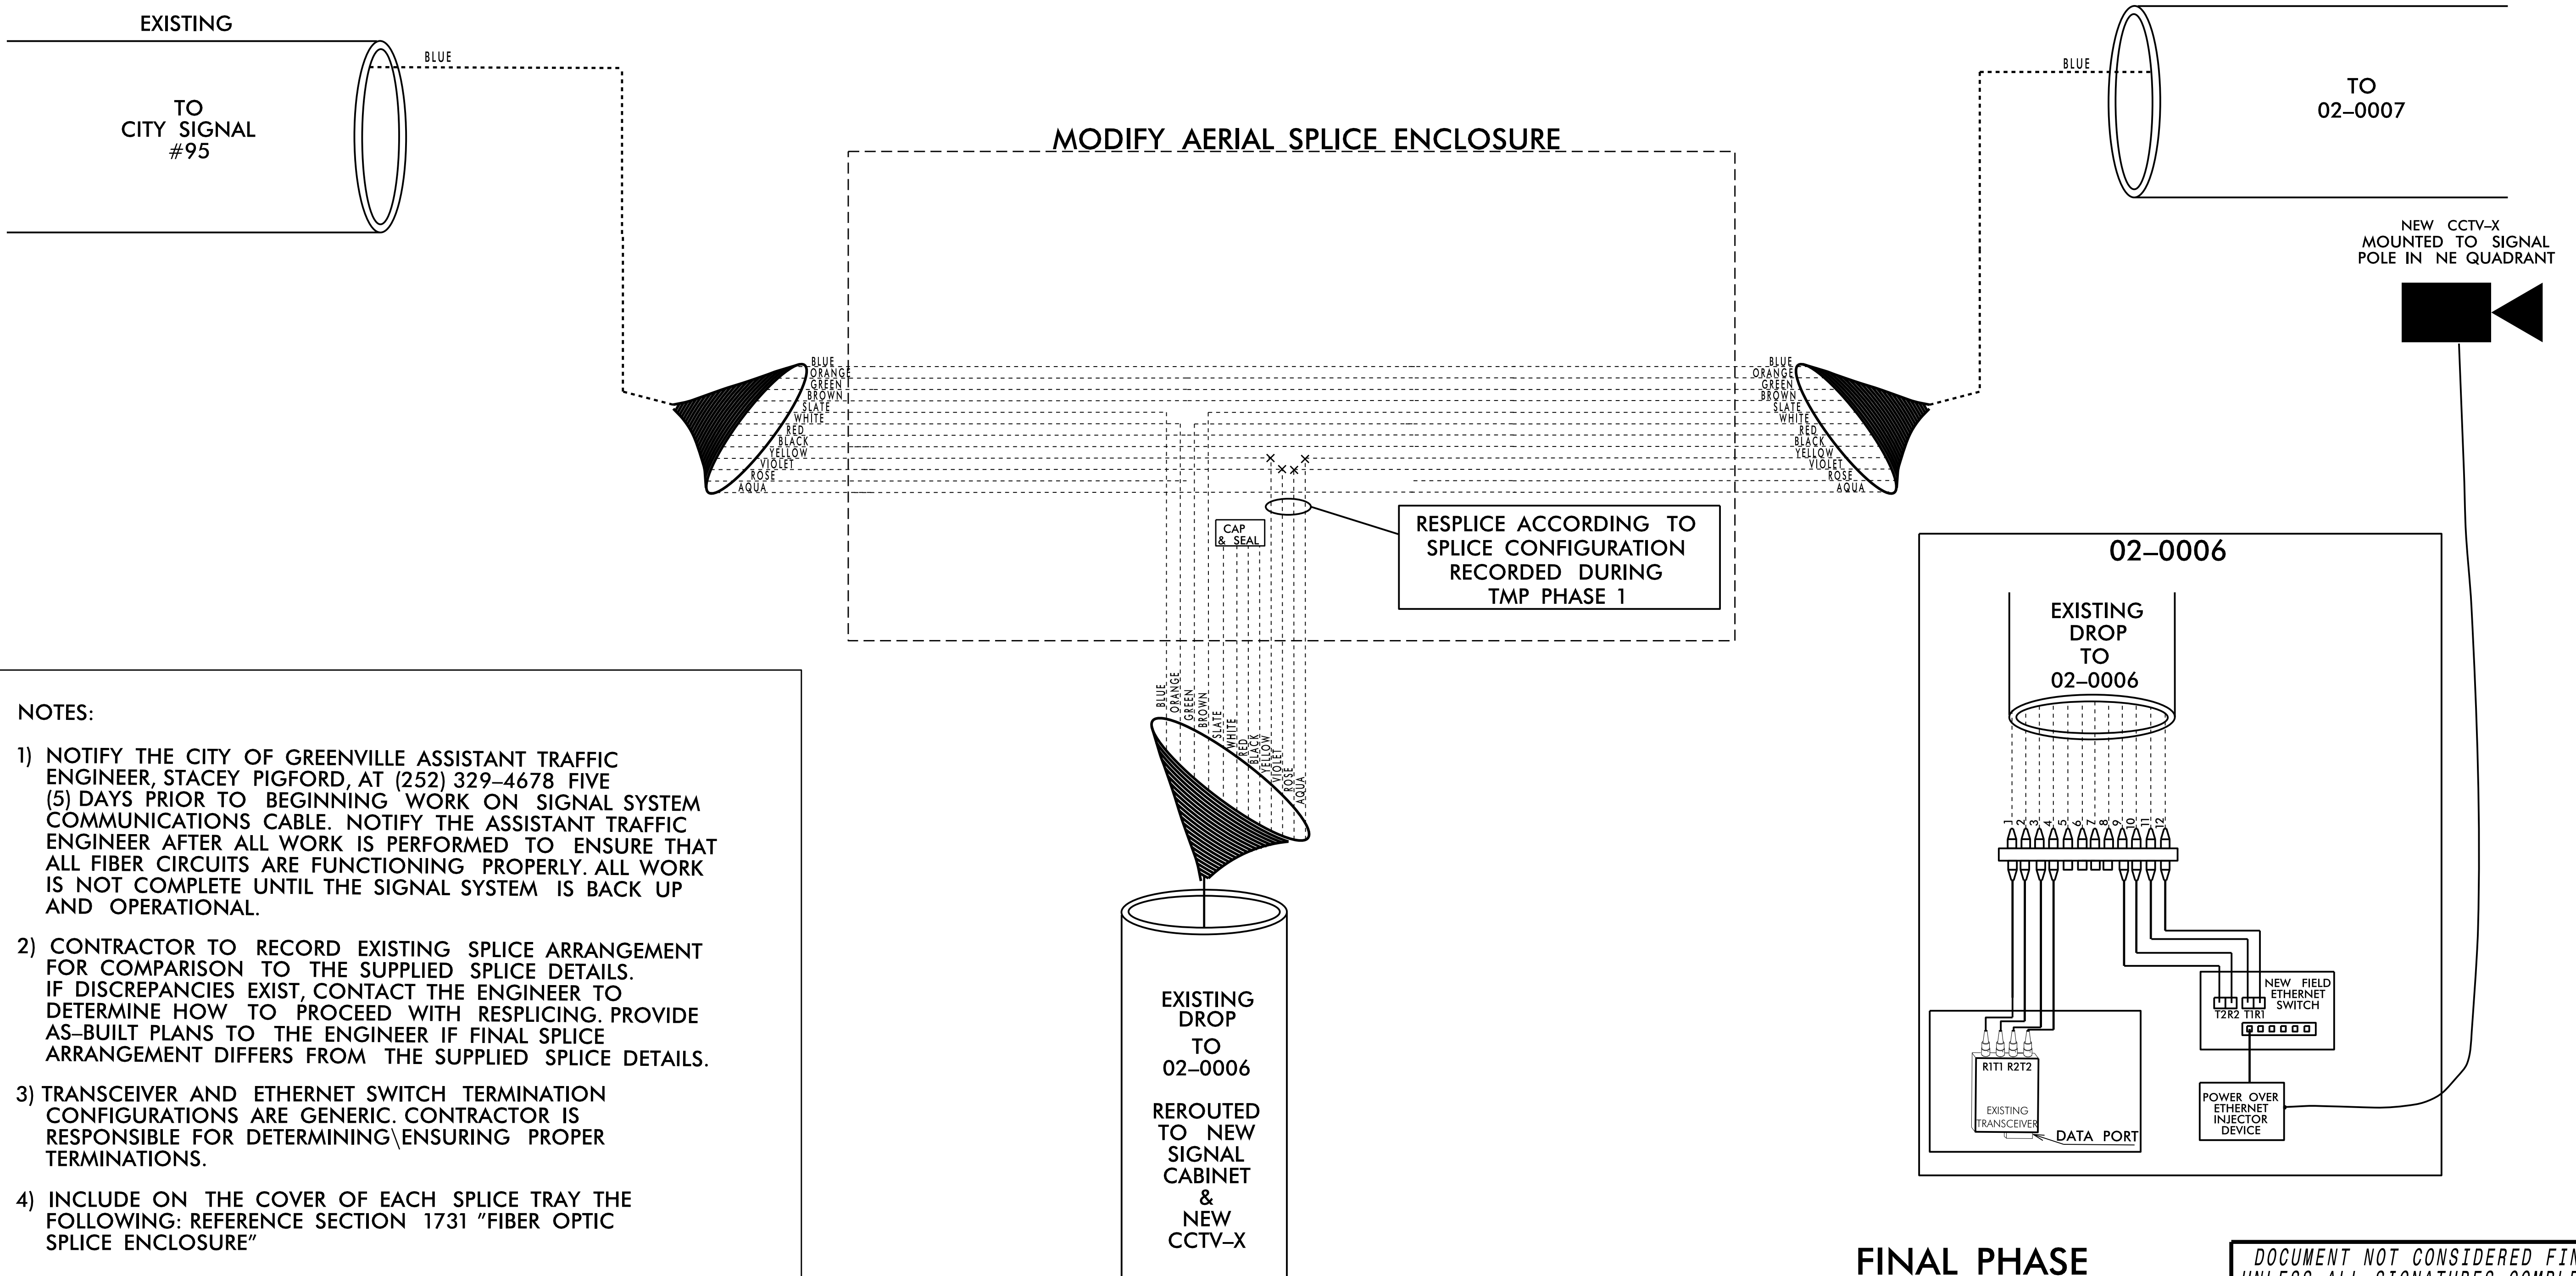 EXISTING
TO
CITY SIGNAL
#95
BLUE
MODIFY AERIAL SPLICE ENCLOSURE
BLUE
TO
02-0007
NEW CCTV-X
MOUNTED TO SIGNAL
POLE IN NE QUADRANT
BLUE
ORANGE
GREEN
BROWN
SLATE
WHITE
RED
BLACK
YELLOW
VIOLET
ROSE
AQUA
BLUE
ORANGE
GREEN
BROWN
SLATE
WHITE
RED
BLACK
YELLOW
VIOLET
ROSE
AQUA
CAP
& SEAL
RESPLICE ACCORDING TO
SPLICE CONFIGURATION
RECORDED DURING
TMP PHASE 1
BLUE
ORANGE
GREEN
BROWN
SLATE
WHITE
RED
BLACK
YELLOW
VIOLET
ROSE
AQUA
EXISTING
DROP
TO
02-0006
REROUTED
TO NEW
SIGNAL
CABINET
&
NEW
CCTV-X
NOTES:
1) NOTIFY THE CITY OF GREENVILLE ASSISTANT TRAFFIC
ENGINEER, STACEY PIGFORD, AT (252) 329-4678 FIVE
(5) DAYS PRIOR TO BEGINNING WORK ON SIGNAL SYSTEM
COMMUNICATIONS CABLE. NOTIFY THE ASSISTANT TRAFFIC
ENGINEER AFTER ALL WORK IS PERFORMED TO ENSURE THAT
ALL FIBER CIRCUITS ARE FUNCTIONING PROPERLY. ALL WORK
IS NOT COMPLETE UNTIL THE SIGNAL SYSTEM IS BACK UP
AND OPERATIONAL.
2) CONTRACTOR TO RECORD EXISTING SPLICE ARRANGEMENT
FOR COMPARISON TO THE SUPPLIED SPLICE DETAILS.
IF DISCREPANCIES EXIST, CONTACT THE ENGINEER TO
DETERMINE HOW TO PROCEED WITH RESPLICING. PROVIDE
AS-BUILT PLANS TO THE ENGINEER IF FINAL SPLICE
ARRANGEMENT DIFFERS FROM THE SUPPLIED SPLICE DETAILS.
3) TRANSCEIVER AND ETHERNET SWITCH TERMINATION
CONFIGURATIONS ARE GENERIC. CONTRACTOR IS
RESPONSIBLE FOR DETERMINING\ENSURING PROPER
TERMINATIONS.
4) INCLUDE ON THE COVER OF EACH SPLICE TRAY THE
FOLLOWING: REFERENCE SECTION 1731 "FIBER OPTIC
SPLICE ENCLOSURE"
02-0006
EXISTING
DROP
TO
02-0006
1 2 3 4 5 6 7 8 9 10 11 12
NEW FIELD
ETHERNET
SWITCH
T2R2 T1R1
R1T1 R2T2
EXISTING
TRANSCEIVER
DATA PORT
POWER OVER
ETHERNET
INJECTOR
DEVICE
FINAL PHASE
DOCUMENT NOT CONSIDERED